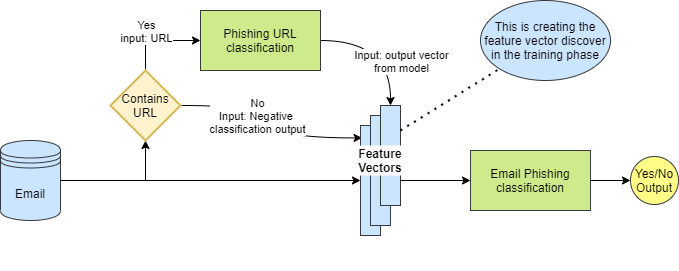 Yes
input: URL
Phishing URL
classification
Input: output vector
from model
This is creating the
feature vector discover
in the training phase
Contains
URL
No
Input: Negative
classification output
Feature
Vectors
Email
Email Phishing
classification
Yes/No
Output